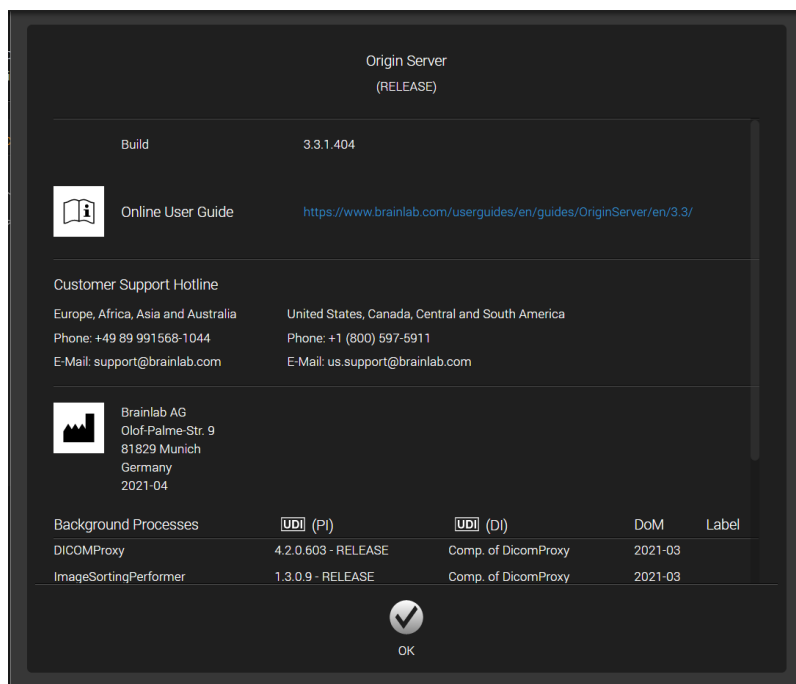 Origin Server
(RELEASE)
Build 3.3.1.404
Online User Guide https://www.brainlab.com/userguides/en/guides/OriginServer/en/3.3/
Customer Support Hotline
Europe, Africa, Asia and Australia United States, Canada, Central and South America
Phone: +49 89 991568-1044 Phone: +1 (800) 597-5911
E-Mail: support@brainlab.com E-Mail: us.support@brainlab.com
Brainlab AG
Olof-Palme-Str. 9
81829 Munich
Germany
2021-04
Background Processes UDI (PI) UDI (DI) DoM Label
DICOMProxy 4.2.0.603 - RELEASE Comp. of DicomProxy 2021-03
ImageSortingPerformer 1.3.0.9 - RELEASE Comp. of DicomProxy 2021-03
OK